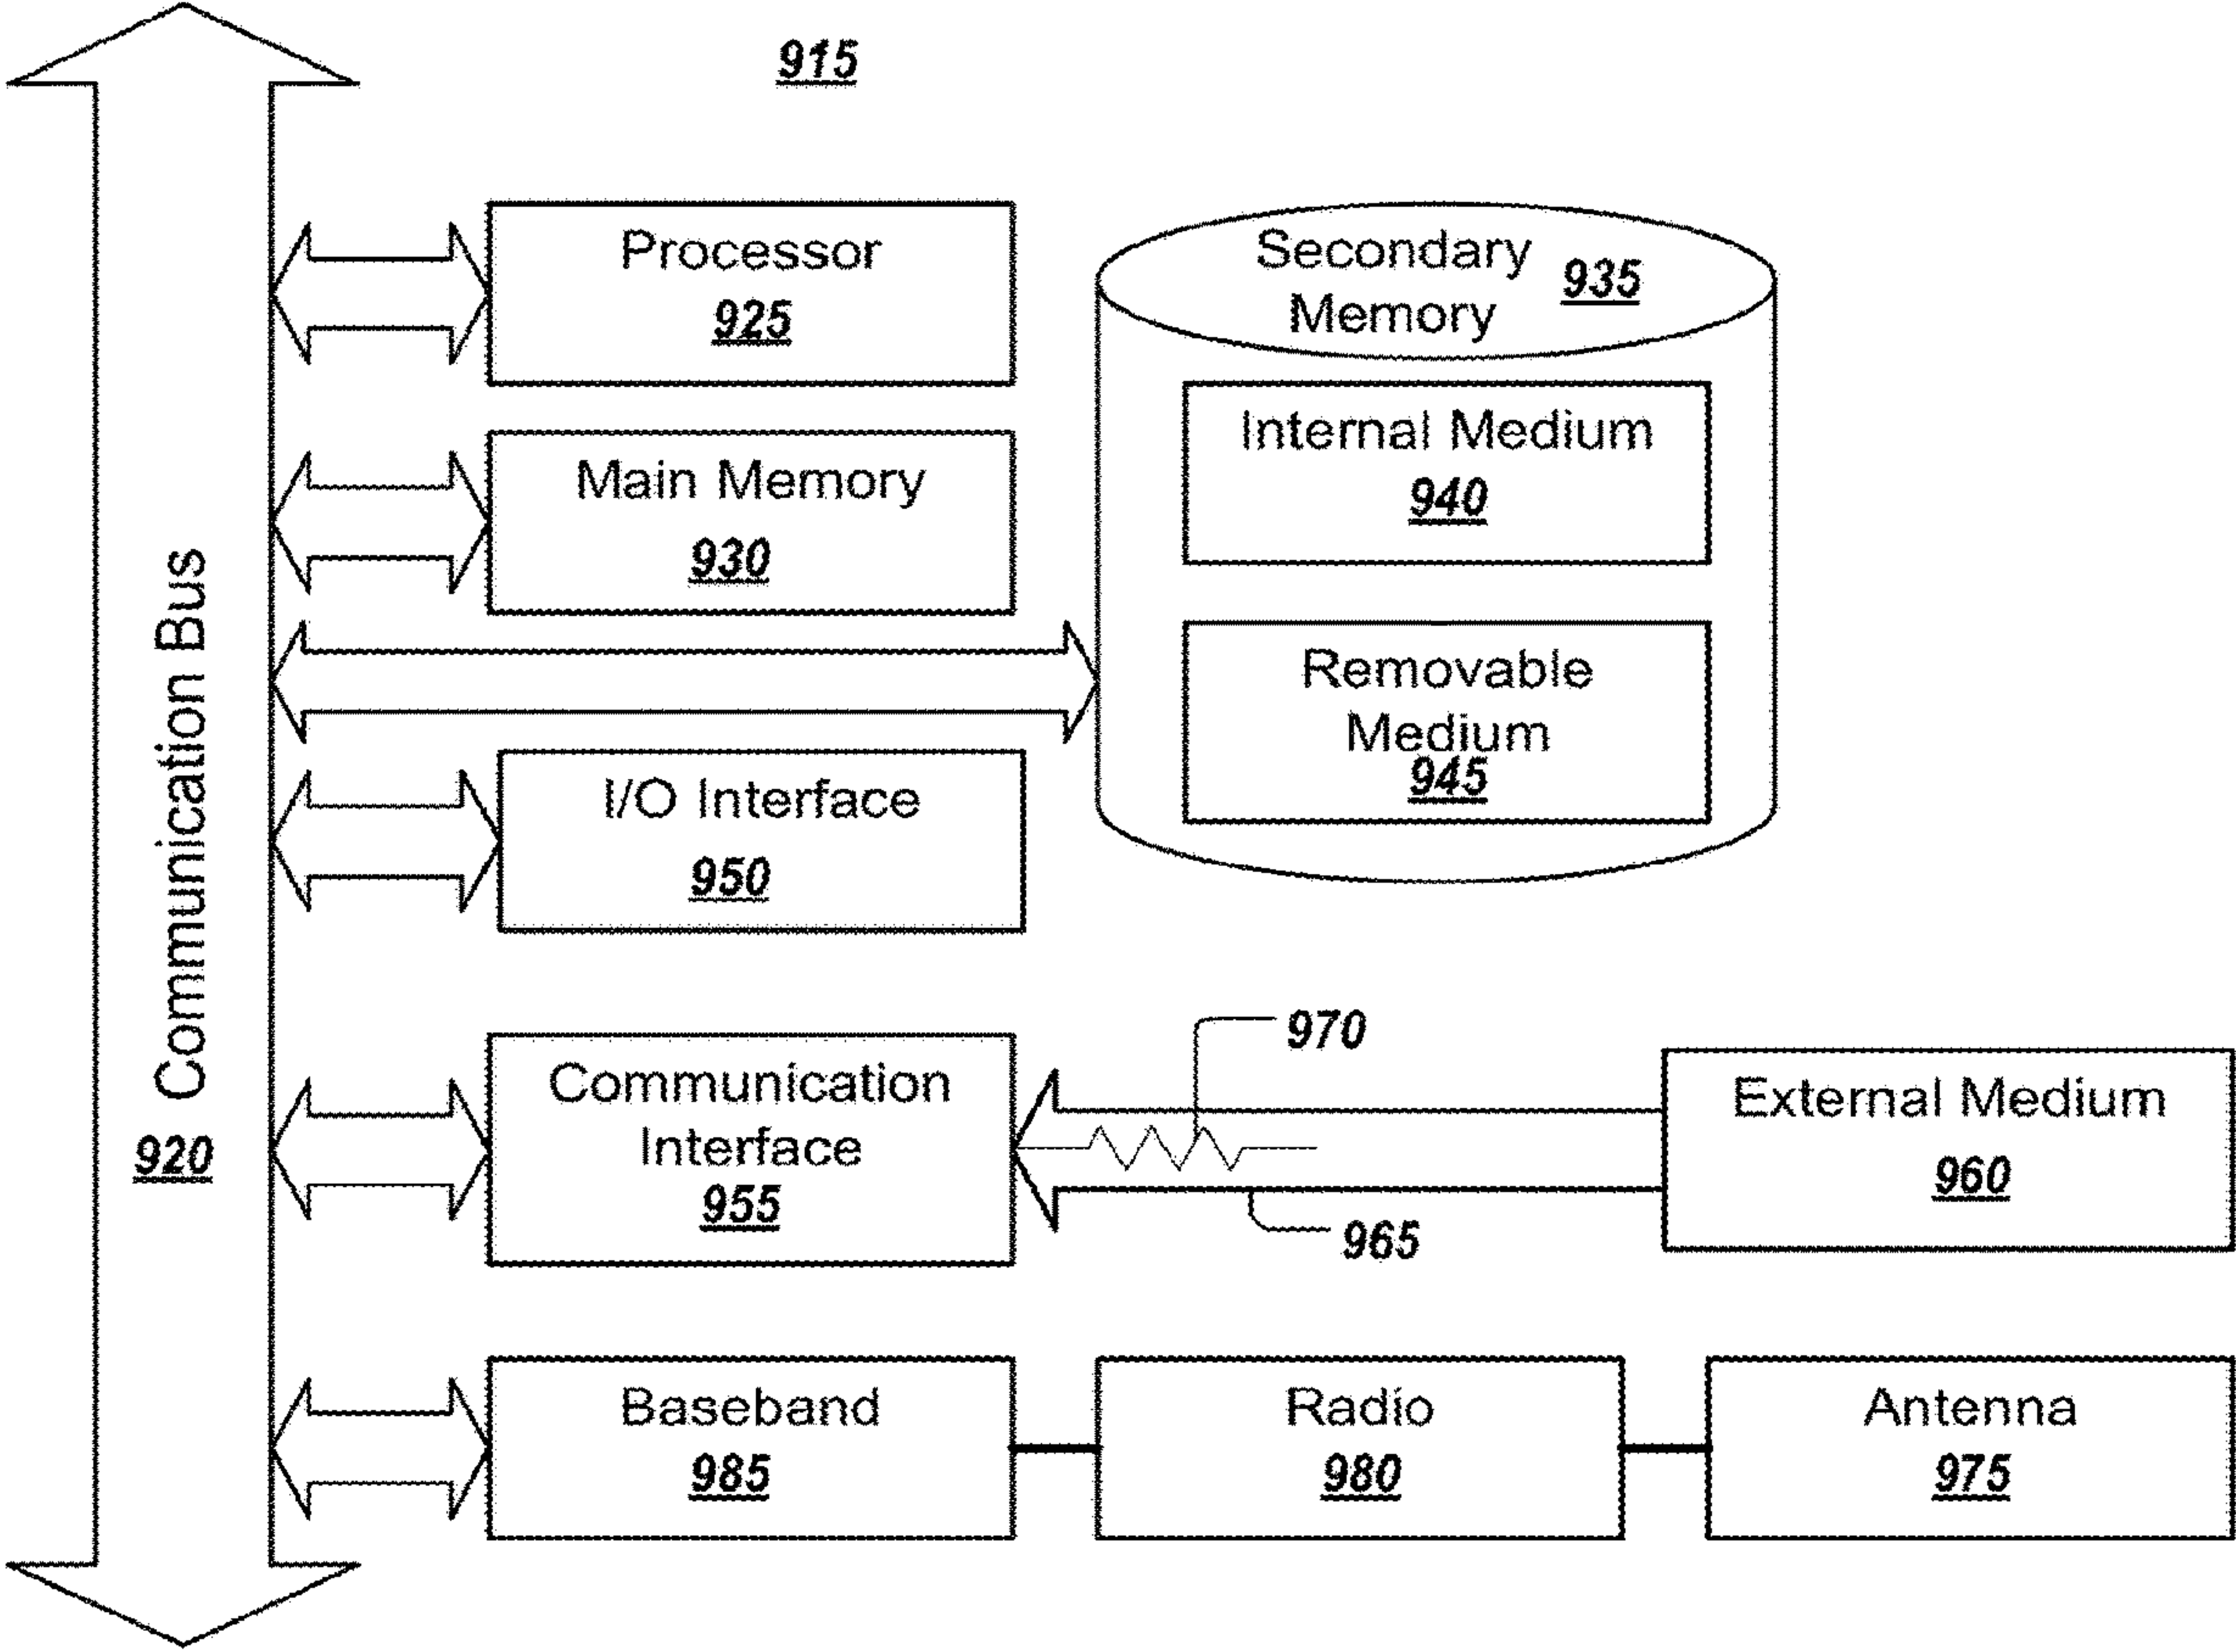 915
Communication Bus
920
Processor
925
Secondary
Memory
935
Main Memory
930
Internal Medium
940
Removable
Medium
945
I/O Interface
950
Communication
Interface
955
970
965
External Medium
960
Baseband
985
Radio
980
Antenna
975